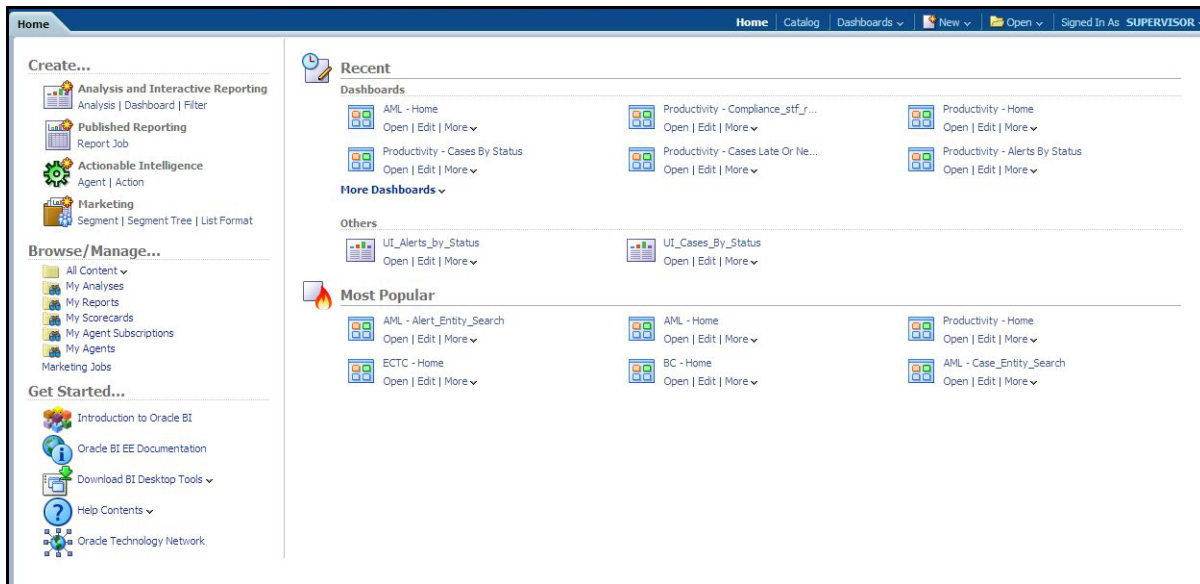 Home
Home Catalog Dashboards New Open Signed In As SUPERVISOR
Create...
Analysis and Interactive Reporting
Analysis | Dashboard | Filter
Published Reporting
Report Job
Actionable Intelligence
Agent | Action
Marketing
Segment | Segment Tree | List Format
Browse/Manage...
All Content
My Analyses
My Reports
My Scorecards
My Agent Subscriptions
My Agents
Marketing Jobs
Get Started...
Introduction to Oracle BI
Oracle BI EE Documentation
Download BI Desktop Tools
Help Contents
Oracle Technology Network
Recent
Dashboards
AML - Home Productivity - Compliance_stf_r... Productivity - Home
Open | Edit | More Open | Edit | More Open | Edit | More
Productivity - Cases By Status Productivity - Cases Late Or Ne... Productivity - Alerts By Status
Open | Edit | More Open | Edit | More Open | Edit | More
More Dashboards
Others
UI_Alerts_by_Status UI_Cases_By_Status
Open | Edit | More Open | Edit | More
Most Popular
AML - Alert_Entity_Search AML - Home Productivity - Home
Open | Edit | More Open | Edit | More Open | Edit | More
ECTC - Home BC - Home AML - Case_Entity_Search
Open | Edit | More Open | Edit | More Open | Edit | More